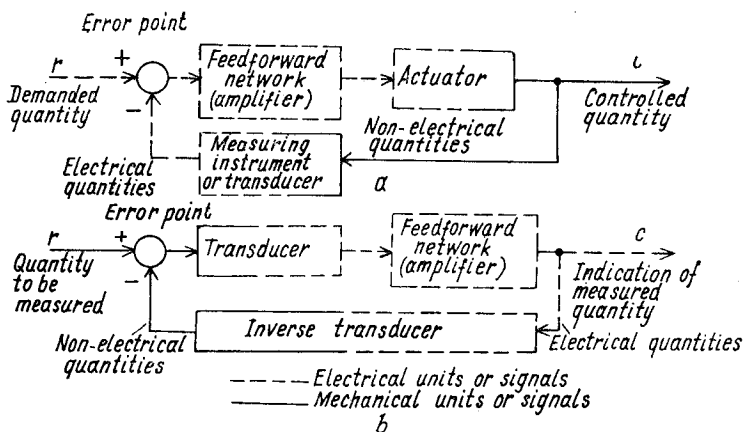 Error point
r
+
Demanded
quantity
−
Feedforward
network
(amplifier)
Actuator
Controlled
quantity
Non-electrical
quantities
Electrical
quantities
Measuring
instrument
or transducer
a
Error point
r
+
Quantity
to be
measured
−
Transducer
Feedforward
network
(amplifier)
c
Indication of
measured
quantity
Non-electrical
quantities
Inverse transducer
Electrical quantities
Electrical units or signals
Mechanical units or signals
b